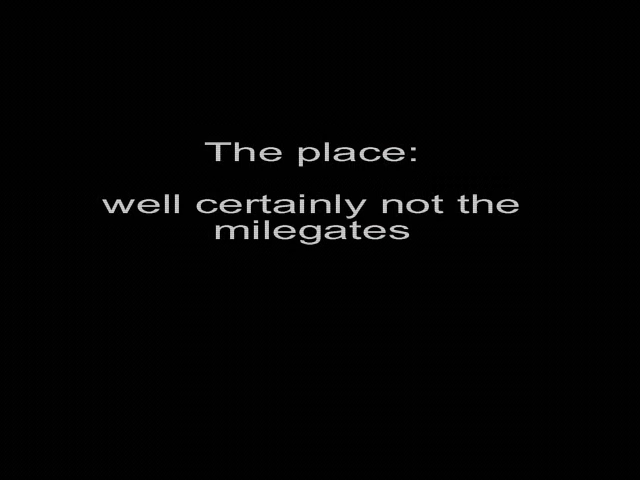 The place:
well certainly not the
milegates